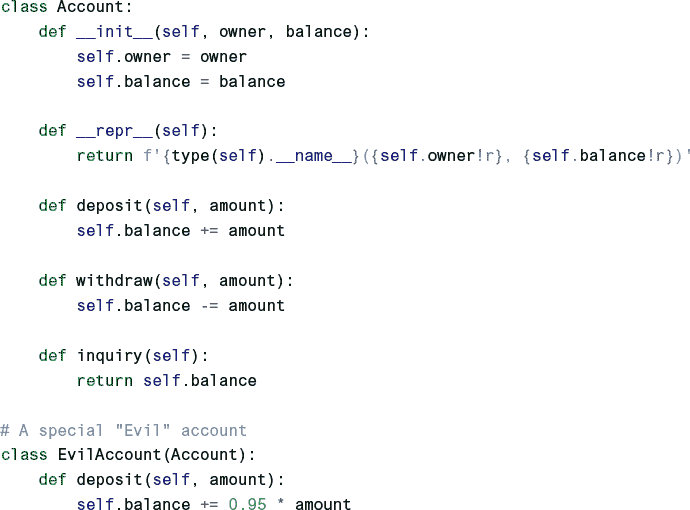 class Account:
    def __init__(self, owner, balance):
        self.owner = owner
        self.balance = balance

    def __repr__(self):
        return f'{type(self).__name__}({self.owner!r}, {self.balance!r})'

    def deposit(self, amount):
        self.balance += amount

    def withdraw(self, amount):
        self.balance -= amount

    def inquiry(self):
        return self.balance

# A special "Evil" account
class EvilAccount(Account):
    def deposit(self, amount):
        self.balance += 0.95 * amount